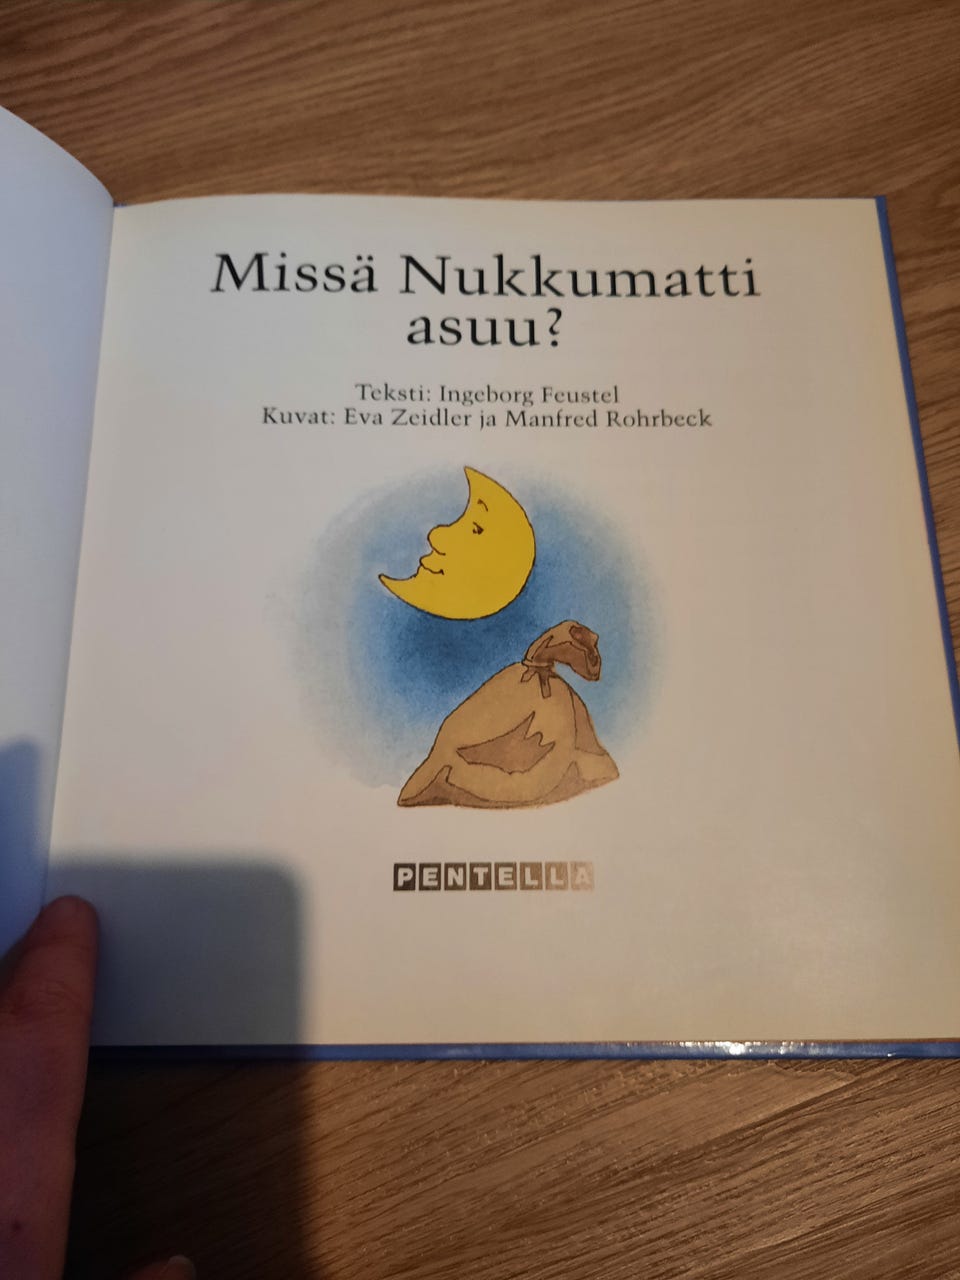 Missä Nukkumatti
asuu?
Teksti: Ingeborg Feustel
Kuvat: Eva Zeidler ja Manfred Rohrbeck
PENTELLA